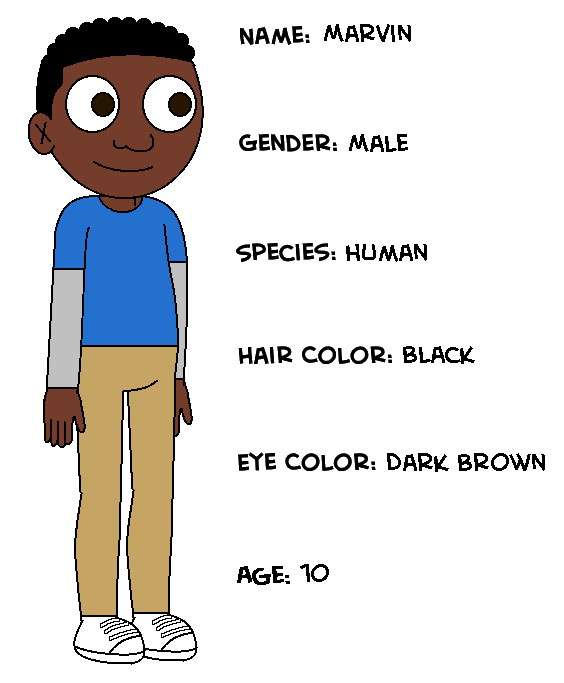 NAME: MARVIN
GENDER: MALE
SPECIES: HUMAN
HAIR COLOR: BLACK
EYE COLOR: DARK BROWN
AGE: 10